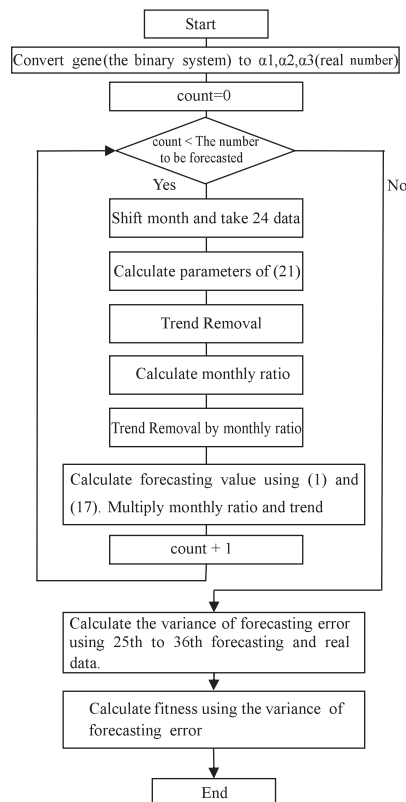 Start
Convert gene(the binary system) to α1,α2,α3(real number)
count=0
count < The number
to be forecasted
Yes
No
Shift month and take 24 data
Calculate parameters of (21)
Trend Removal
Calculate monthly ratio
Trend Removal by monthly ratio
Calculate forecasting value using (1) and
(17). Multiply monthly ratio and trend
count + 1
Calculate the variance of forecasting error
using 25th to 36th forecasting and real
data.
Calculate fitness using the variance of
forecasting error
End